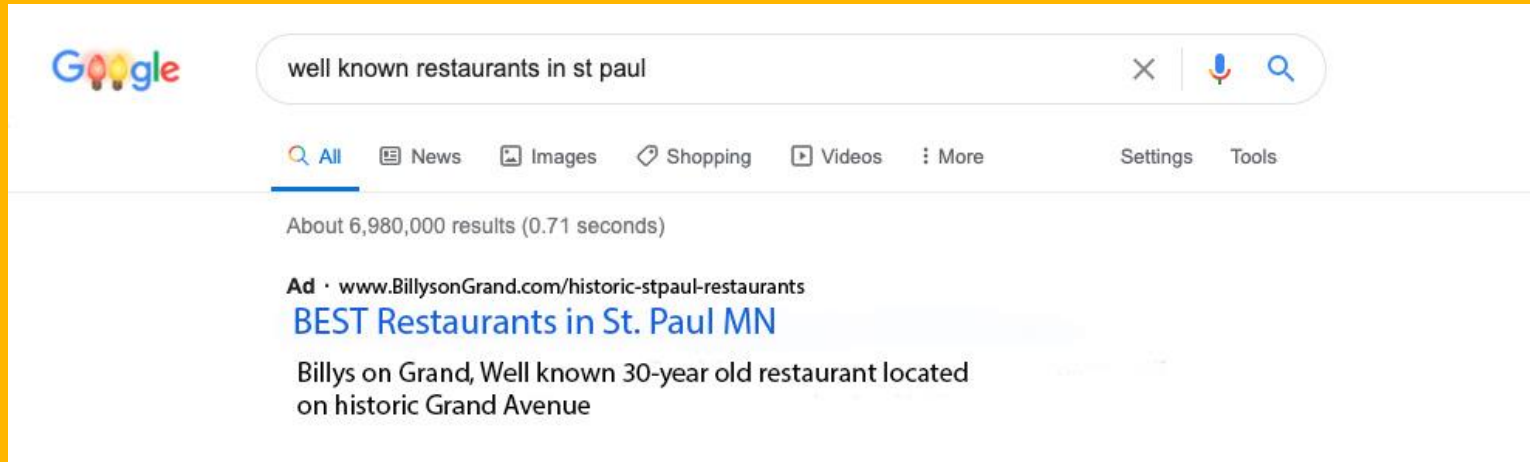 Google
well known restaurants in st paul
All News Images Shopping Videos More Settings Tools
About 6,980,000 results (0.71 seconds)
Ad · www.BillysonGrand.com/historic-stpaul-restaurants
BEST Restaurants in St. Paul MN
Billys on Grand, Well known 30-year old restaurant located
on historic Grand Avenue